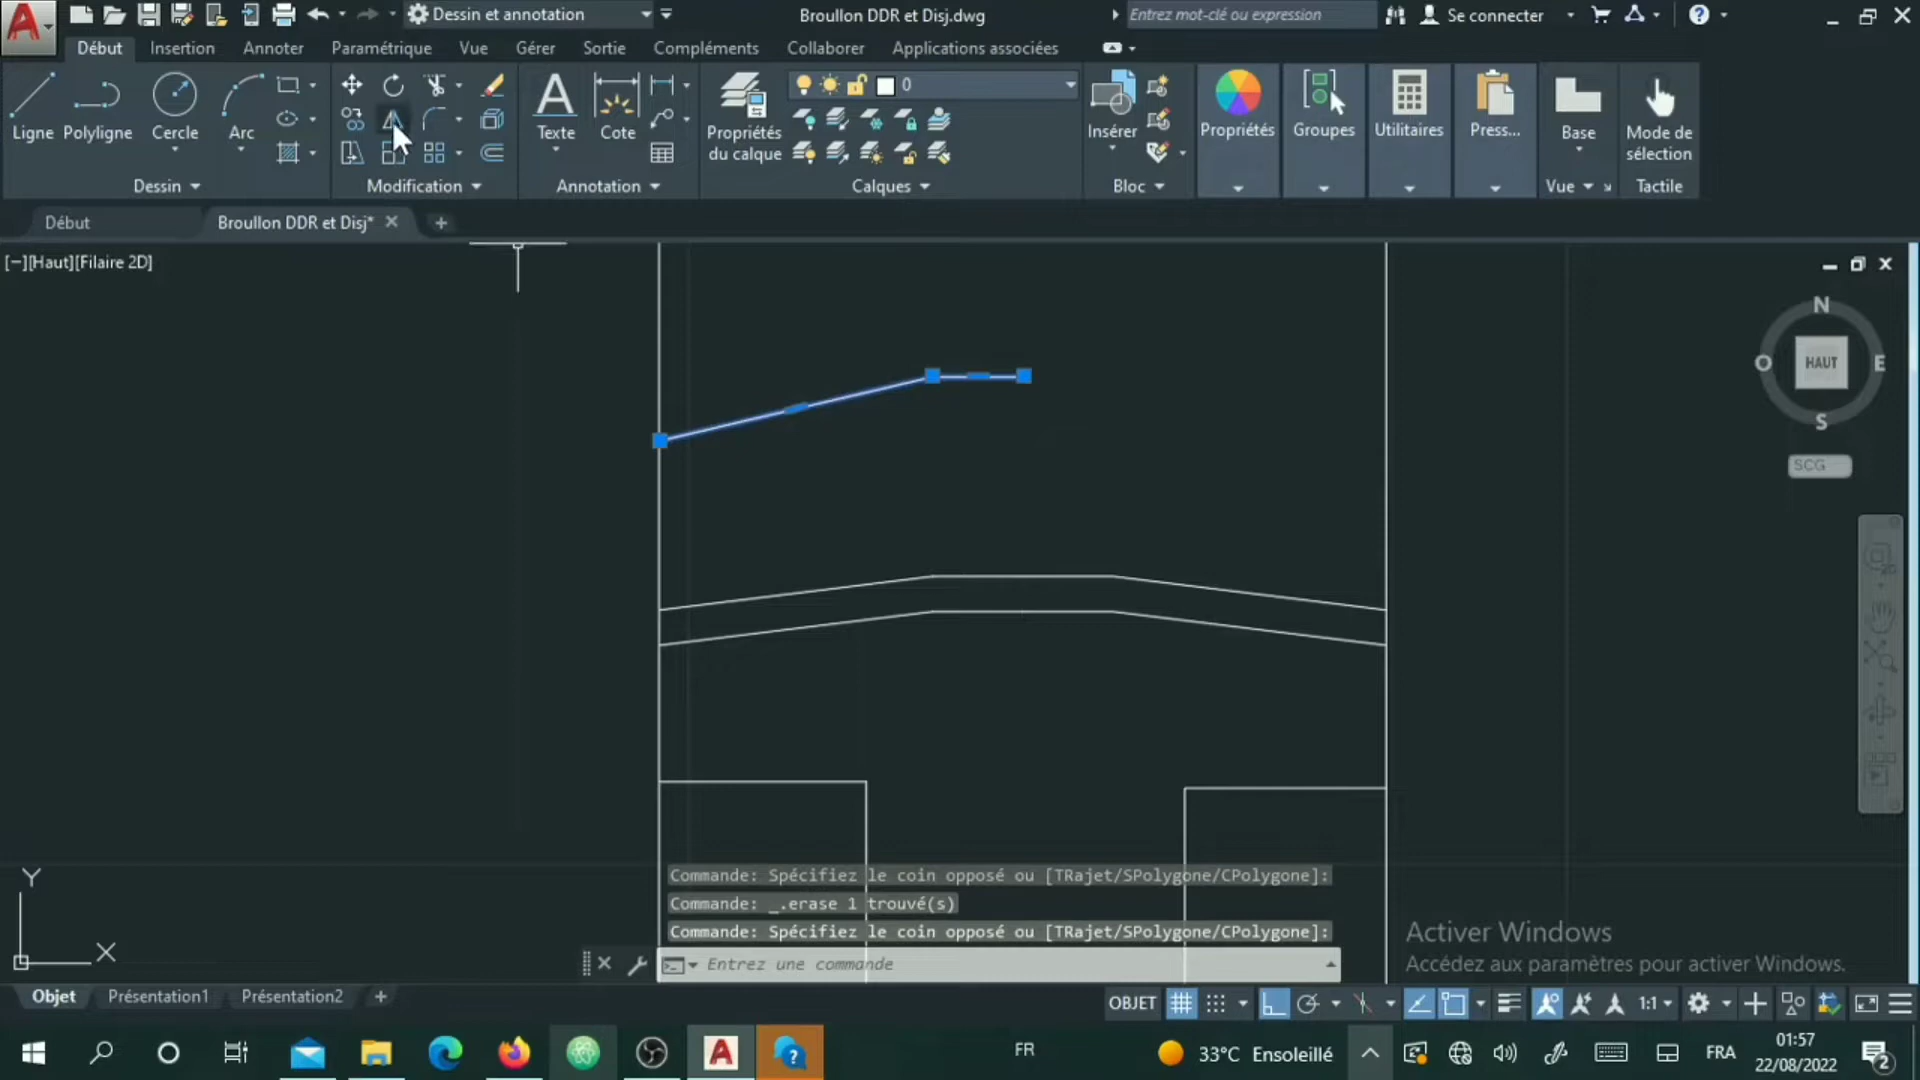 Dessin et annotation
Broullon DDR et Disj.dwg
Entrez mot-clé ou expression
Se connecter
Début
Insertion
Annoter
Paramétrique
Vue
Gérer
Sortie
Compléments
Collaborer
Applications associées
Ligne
Polyligne
Cercle
Arc
Texte
Cote
Propriétés
du calque
0
Insérer
Propriétés
Groupes
Utilitaires
Press...
Base
Mode de
sélection
Dessin
Modification
Annotation
Calques
Bloc
Vue
Tactile
Début
Broullon DDR et Disj*
[−][Haut][Filaire 2D]
N
O
HAUT
E
S
SCG
Y
X
Commande: Spécifiez le coin opposé ou [TRajet/SPolygone/CPolygone]:
Commande: _.erase 1 trouvé(s)
Commande: Spécifiez le coin opposé ou [TRajet/SPolygone/CPolygone]:
Entrez une commande
Activer Windows
Accédez aux paramètres pour activer Windows.
Objet
Présentation1
Présentation2
OBJET
1:1
FR
33°C Ensoleillé
FRA
01:57
22/08/2022
2